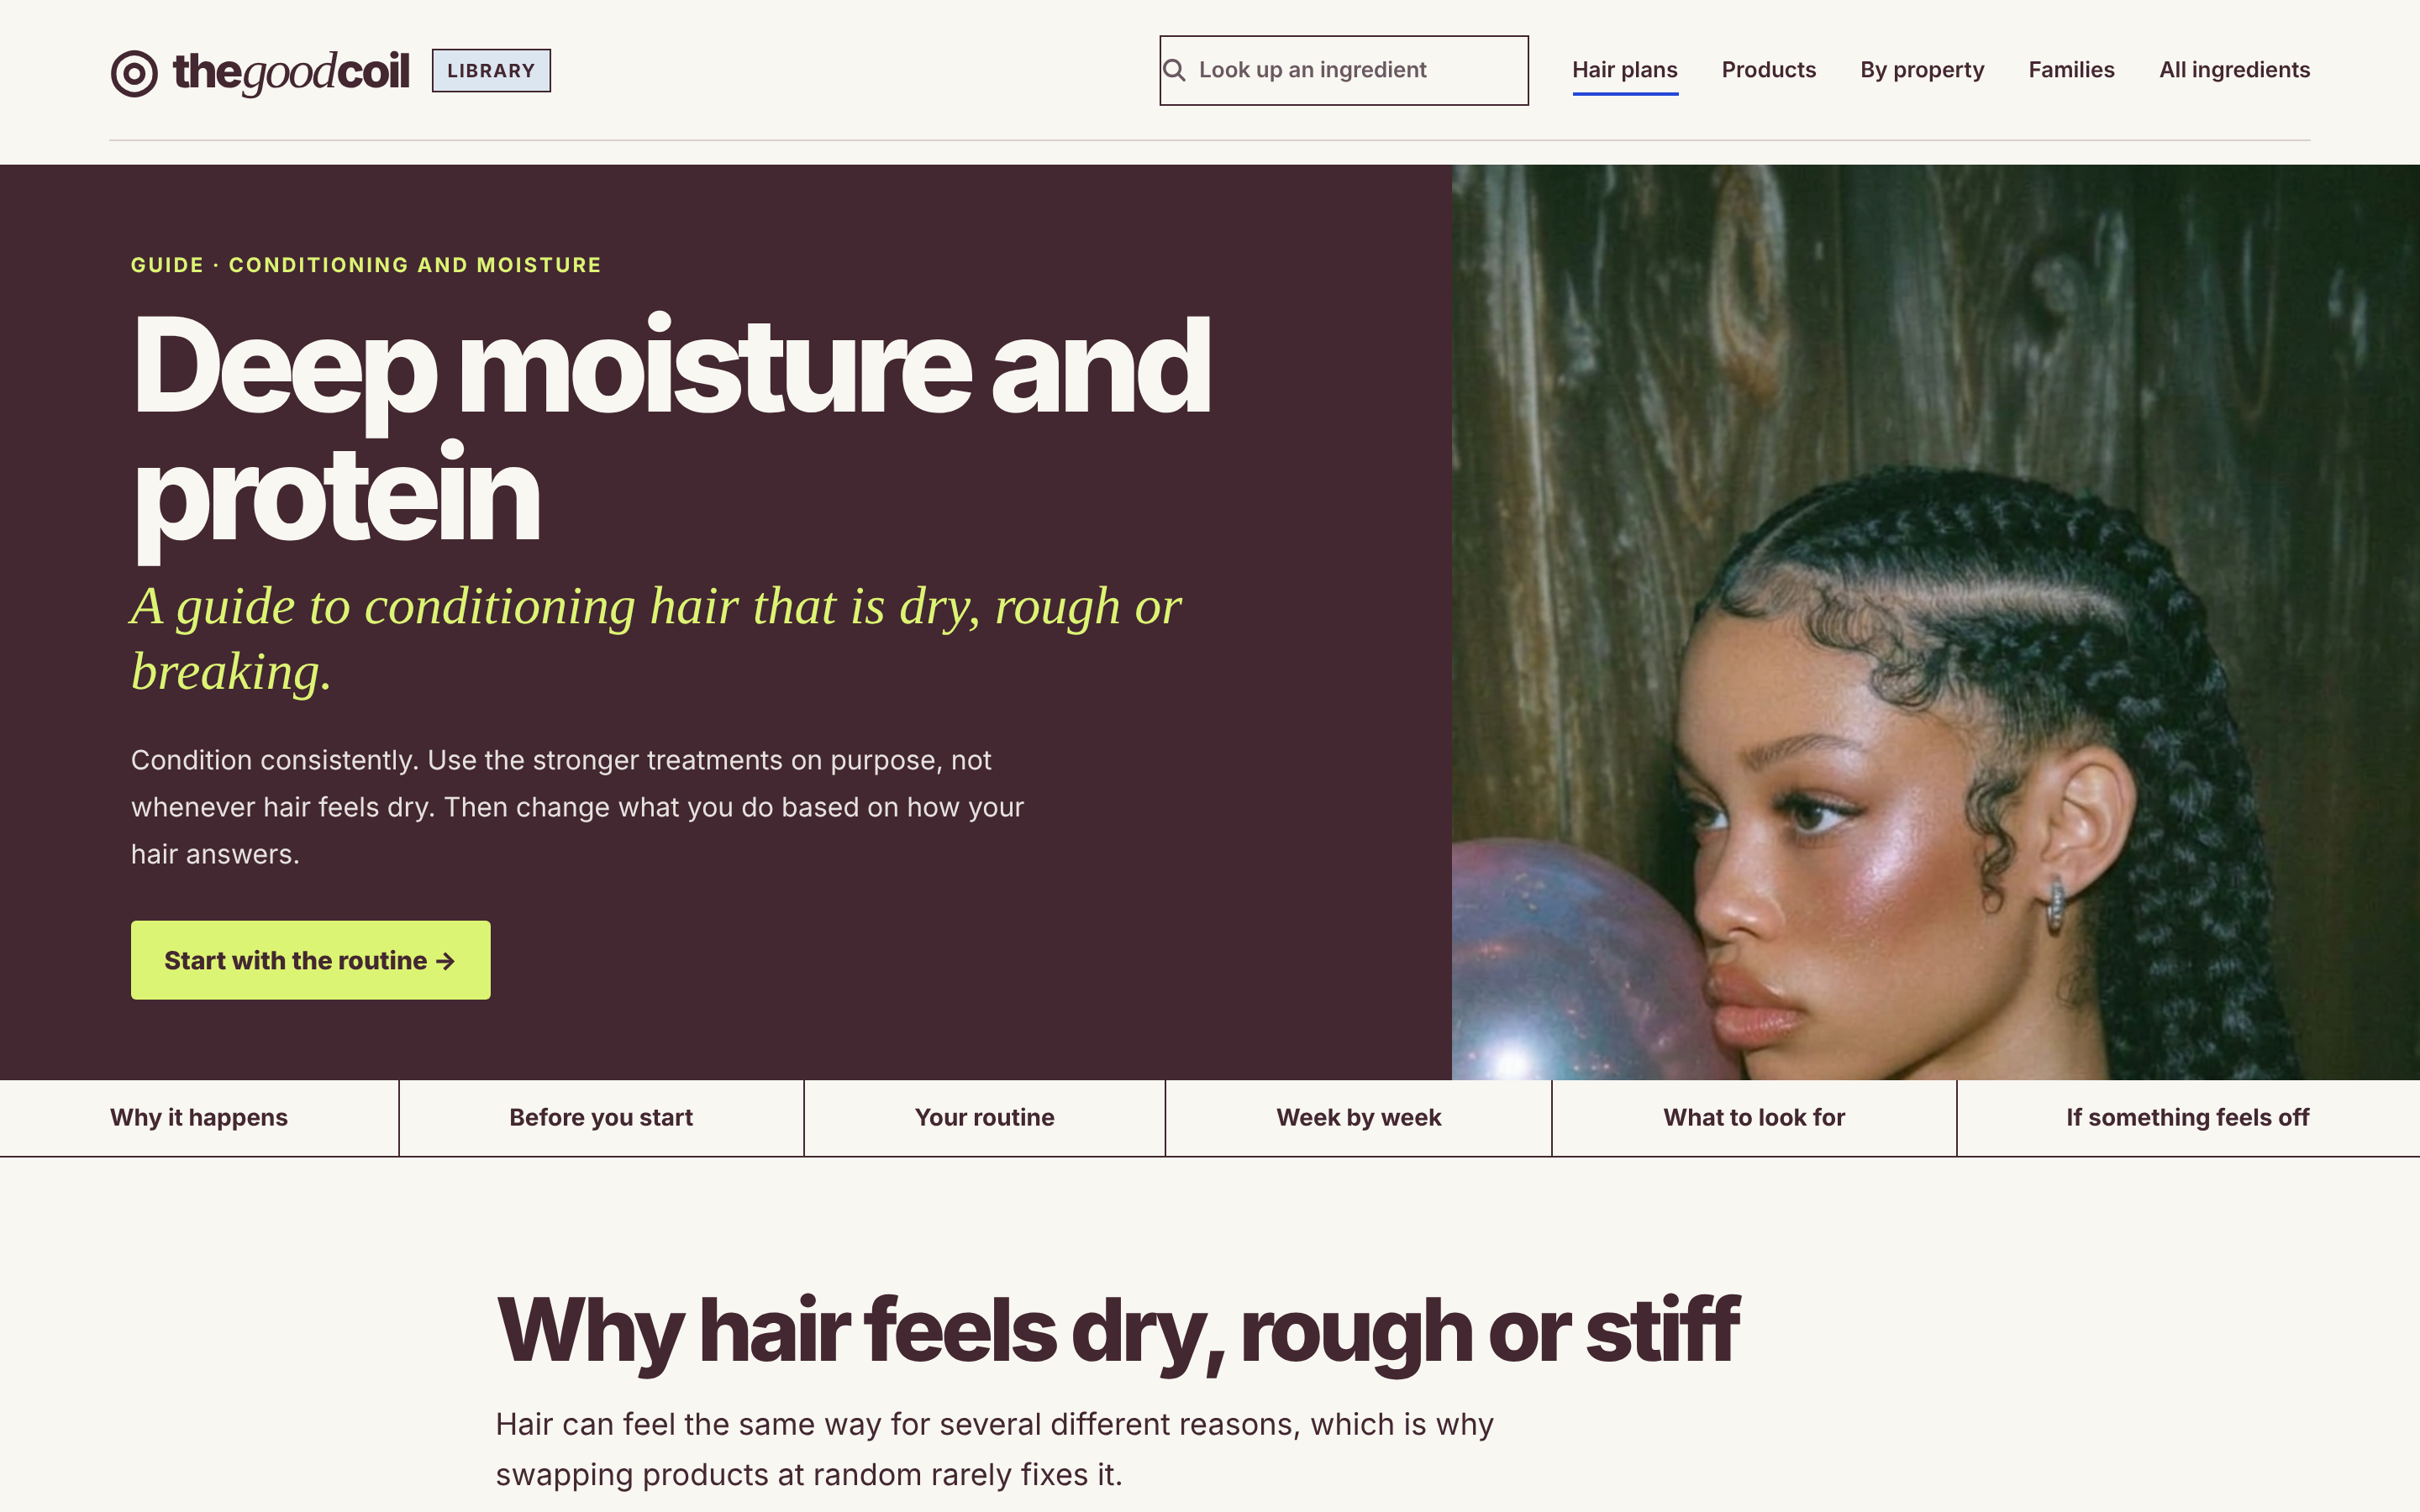 thegoodcoil
LIBRARY
Look up an ingredient
Hair plans
Products
By property
Families
All ingredients
GUIDE · CONDITIONING AND MOISTURE
Deep moisture and
protein
A guide to conditioning hair that is dry, rough or
breaking.
Condition consistently. Use the stronger treatments on purpose, not
whenever hair feels dry. Then change what you do based on how your
hair answers.
Start with the routine →
Why it happens
Before you start
Your routine
Week by week
What to look for
If something feels off
Why hair feels dry, rough or stiff
Hair can feel the same way for several different reasons, which is why
swapping products at random rarely fixes it.